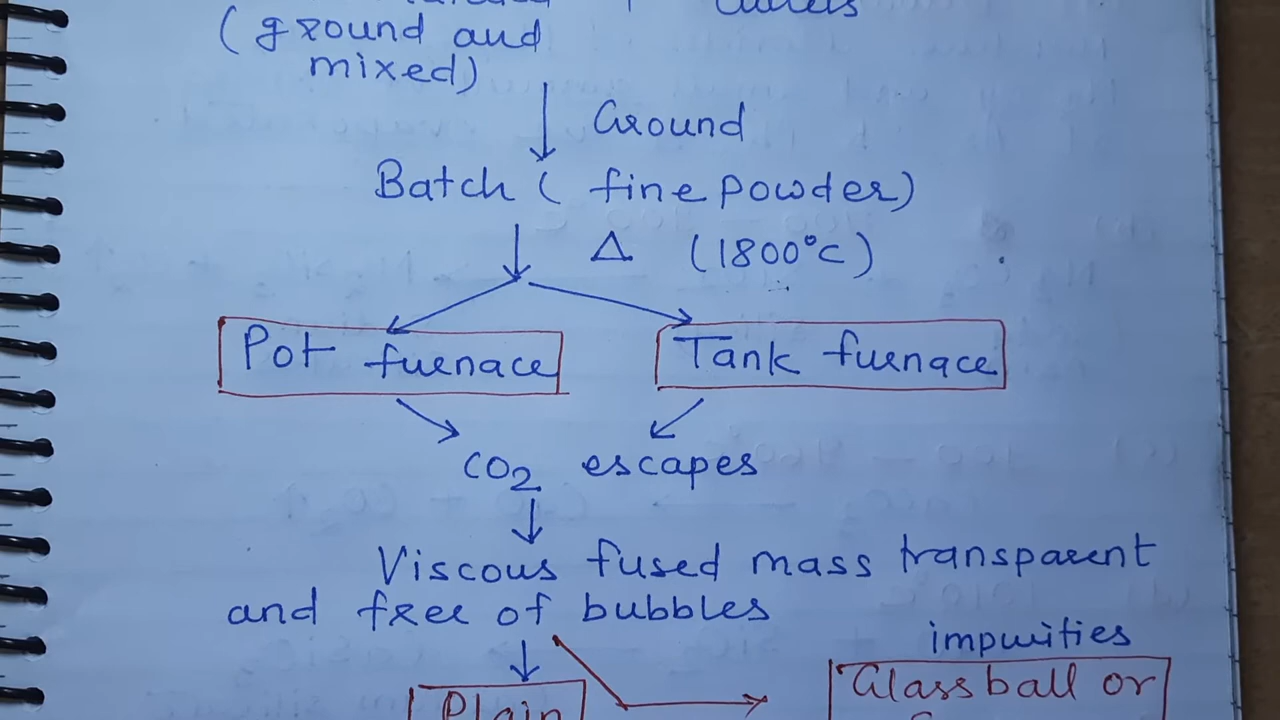 (ground and
mixed)
Ground
Batch ( fine powder)
Δ (1800°C)
Pot furnace
Tank furnace
CO₂ escapes
Viscous fused mass transparent
and free of bubbles
impurities
Plain
Glass ball or